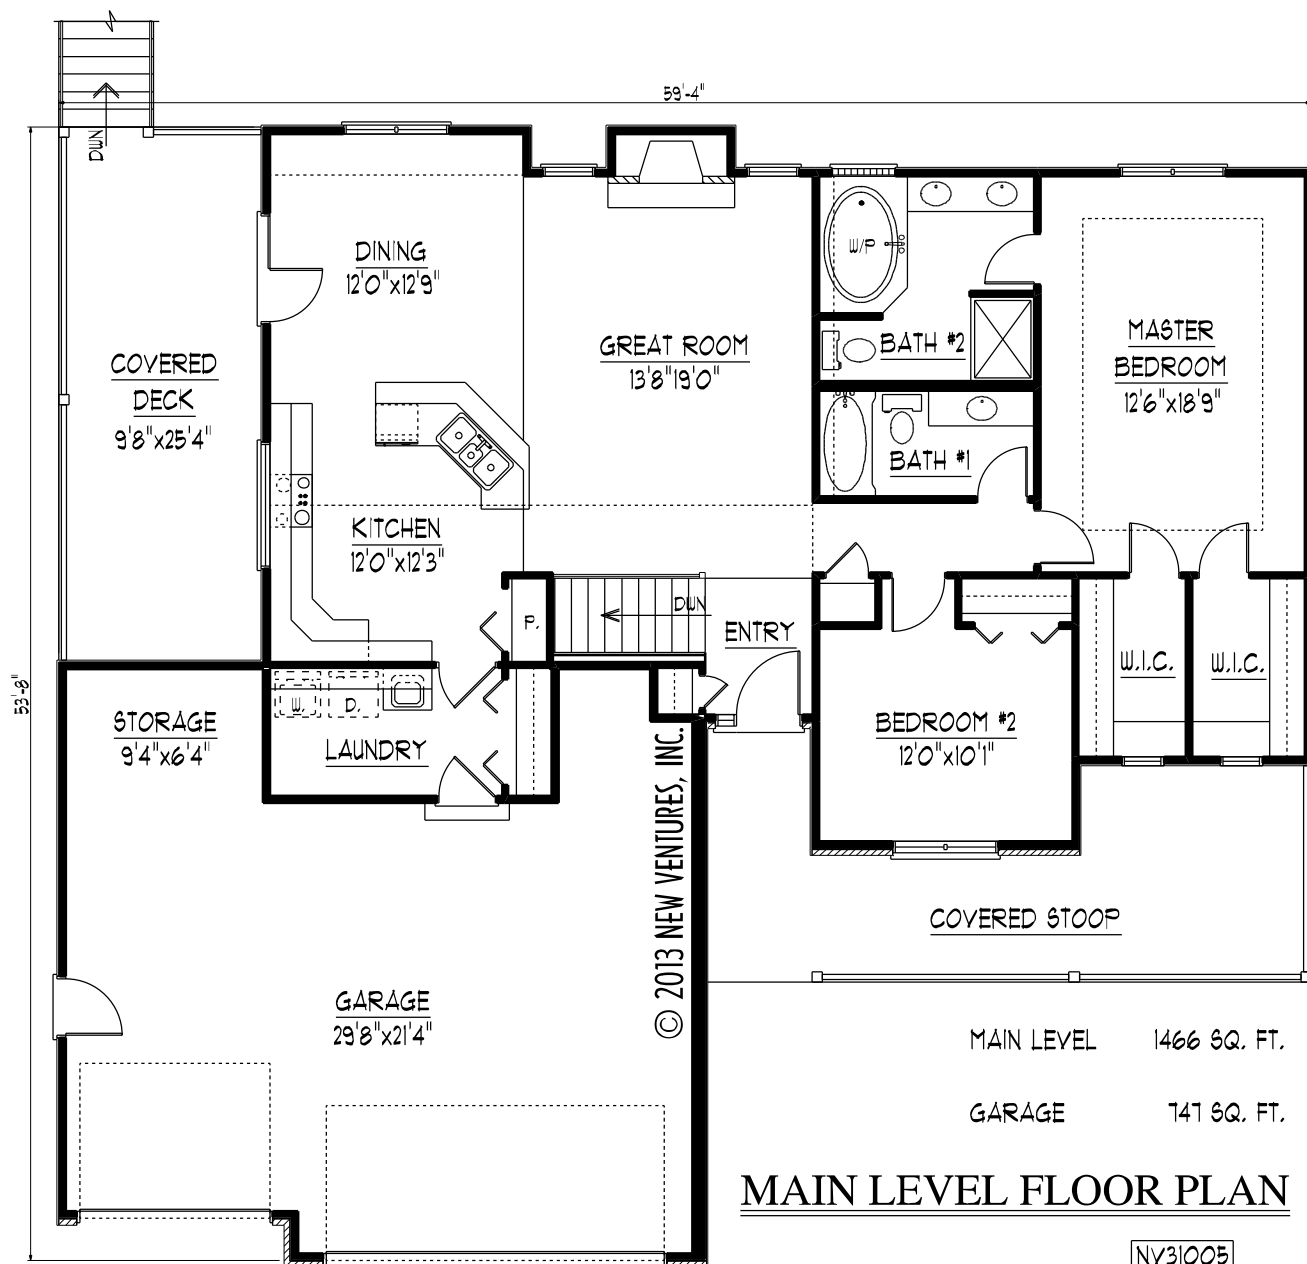 59'-4"
DWN
DINING
12'0"x12'9"
W/P
GREAT ROOM
13'8"19'0"
BATH #2
MASTER
BEDROOM
12'6"x18'9"
COVERED
DECK
9'8"x25'4"
BATH #1
KITCHEN
12'0"x12'3"
DWN
P.
ENTRY
W.I.C.
W.I.C.
53'-8"
W.
D.
STORAGE
9'4"x6'4"
LAUNDRY
BEDROOM #2
12'0"x10'1"
© 2013 NEW VENTURES, INC.
COVERED STOOP
GARAGE
29'8"x21'4"
MAIN LEVEL 1466 SQ. FT.
GARAGE 747 SQ. FT.
MAIN LEVEL FLOOR PLAN
NV31005